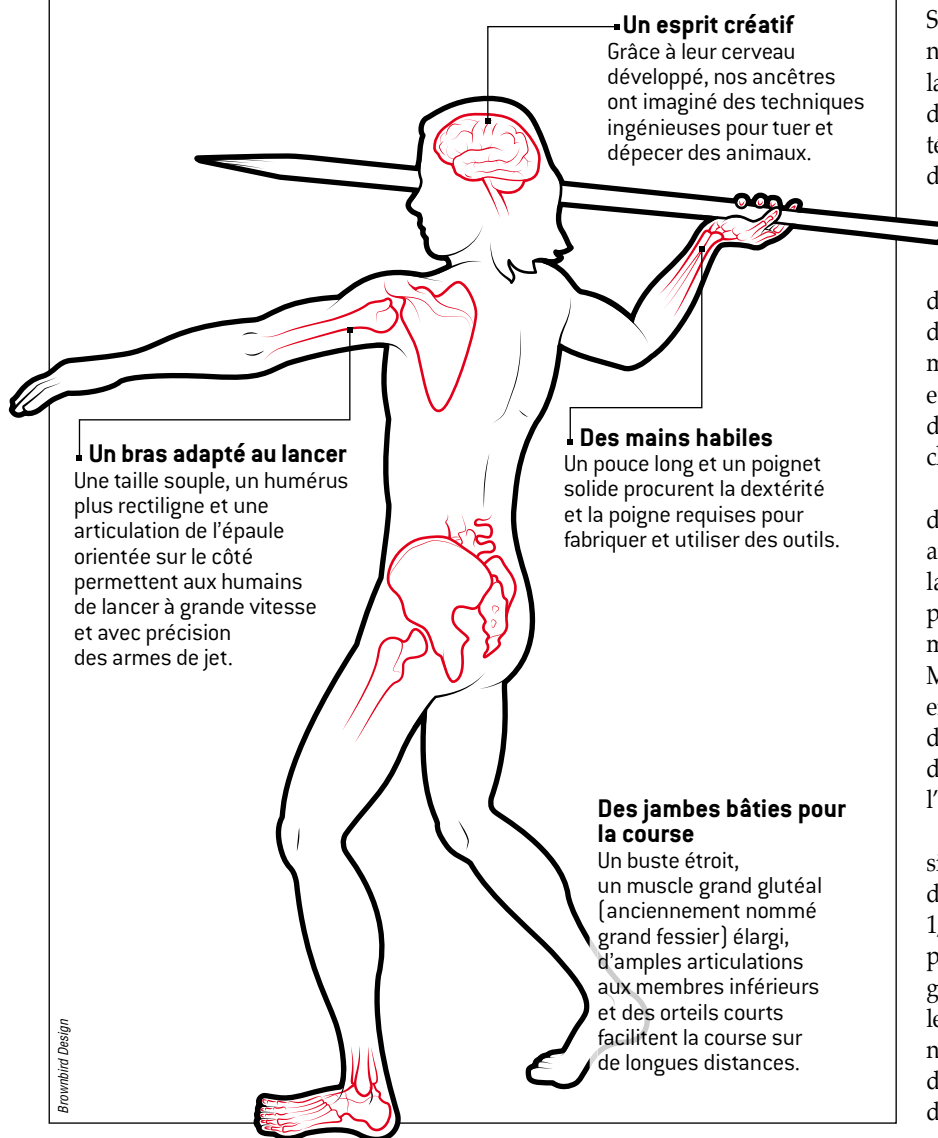 Un esprit créatif
Grâce à leur cerveau
développé, nos ancêtres
ont imaginé des techniques
ingénieuses pour tuer et
dépecer des animaux.
Un bras adapté au lancer
Une taille souple, un humérus
plus rectiligne et une
articulation de l'épaule
orientée sur le côté
permettent aux humains
de lancer à grande vitesse
et avec précision
des armes de jet.
Des mains habiles
Un pouce long et un poignet
solide procurent la dextérité
et la poigne requises pour
fabriquer et utiliser des outils.
Des jambes bâties pour
la course
Un buste étroit,
un muscle grand glutéal
(anciennement nommé
grand fessier) élargi,
d'amples articulations
aux membres inférieurs
et des orteils courts
facilitent la course sur
de longues distances.
Brownbird Design